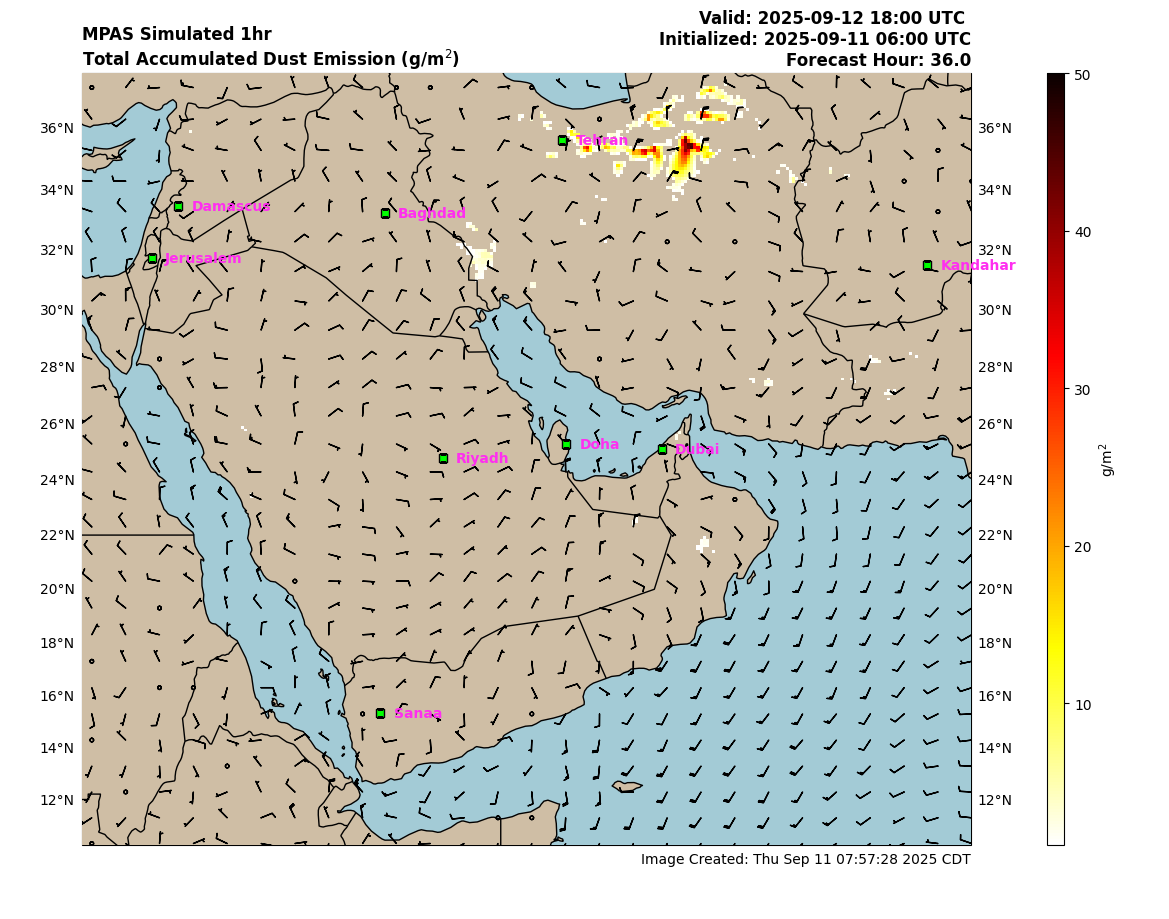 MPAS Simulated 1hr
Total Accumulated Dust Emission (g/m²)
Valid: 2025-09-12 18:00 UTC
Initialized: 2025-09-11 06:00 UTC
Forecast Hour: 36.0
36°N
34°N
32°N
30°N
28°N
26°N
24°N
22°N
20°N
18°N
16°N
14°N
12°N
Tehran
Damascus
Baghdad
Jerusalem
Kandahar
Doha
Dubai
Riyadh
Sanaa
36°N
34°N
32°N
30°N
28°N
26°N
24°N
22°N
20°N
18°N
16°N
14°N
12°N
50
40
30
20
10
g/m²
Image Created: Thu Sep 11 07:57:28 2025 CDT